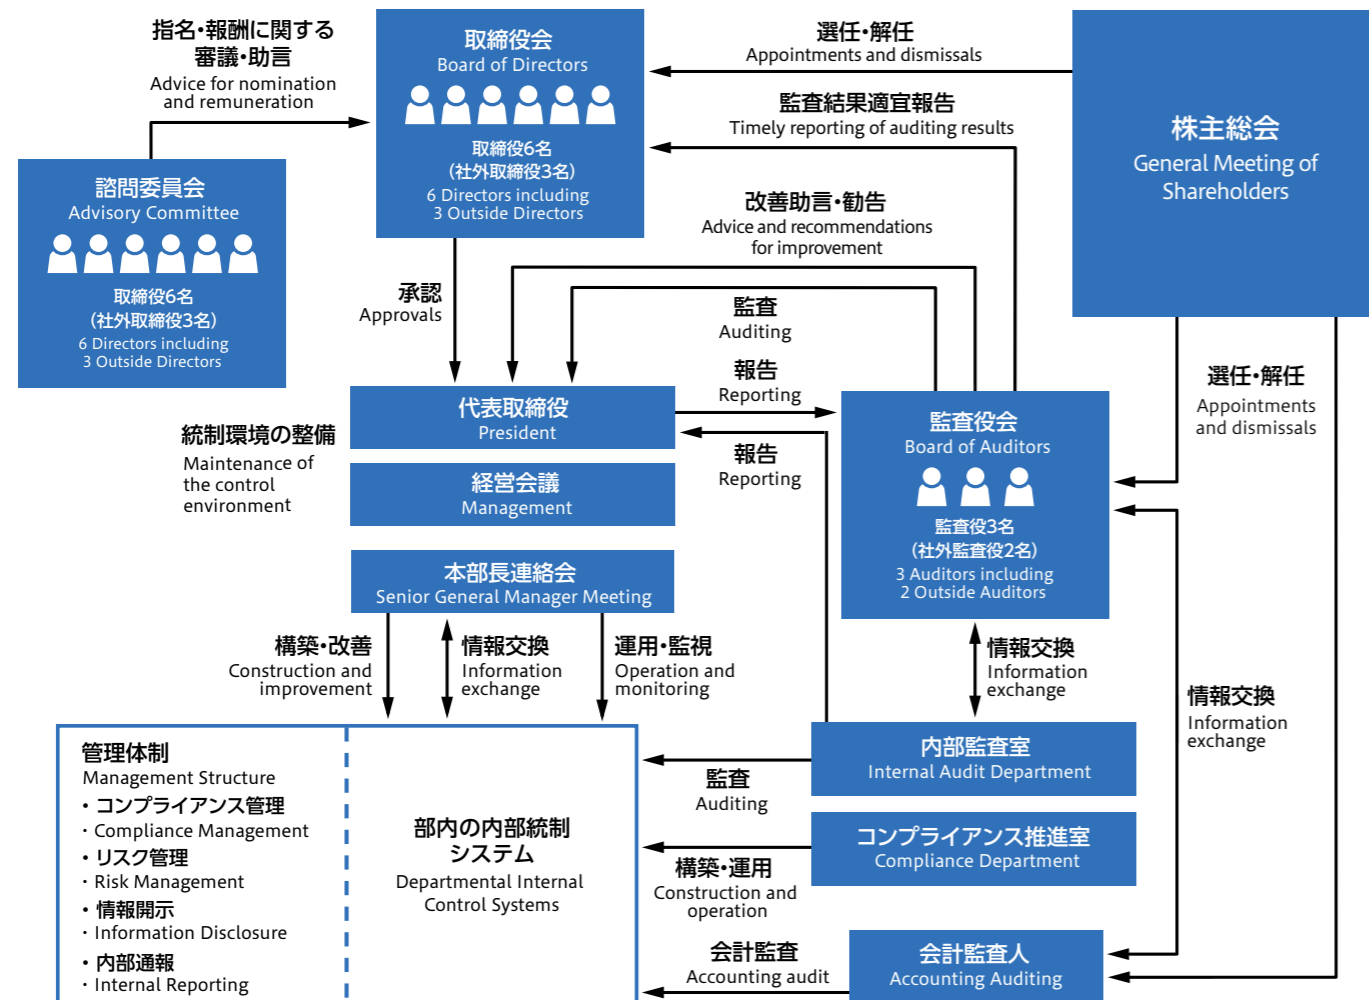 指名・報酬に関する
審議・助言
Advice for nomination
and remuneration
取締役会
Board of Directors
取締役6名
（社外取締役3名）
6 Directors including
3 Outside Directors
選任・解任
Appointments and dismissals
監査結果適宜報告
Timely reporting of auditing results
株主総会
General Meeting of
Shareholders
諮問委員会
Advisory Committee
取締役6名
（社外取締役3名）
6 Directors including
3 Outside Directors
改善助言・勧告
Advice and recommendations
for improvement
承認
Approvals
監査
Auditing
報告
Reporting
報告
Reporting
選任・解任
Appointments
and dismissals
統制環境の整備
Maintenance of
the control
environment
代表取締役
President
経営会議
Management
監査役会
Board of Auditors
監査役3名
（社外監査役2名）
3 Auditors including
2 Outside Auditors
本部長連絡会
Senior General Manager Meeting
構築・改善
Construction and
improvement
情報交換
Information
exchange
運用・監視
Operation and
monitoring
情報交換
Information
exchange
情報交換
Information
exchange
管理体制
Management Structure
・コンプライアンス管理
・Compliance Management
・リスク管理
・Risk Management
・情報開示
・Information Disclosure
・内部通報
・Internal Reporting
部内の内部統制
システム
Departmental Internal
Control Systems
監査
Auditing
内部監査室
Internal Audit Department
構築・運用
Construction and
operation
コンプライアンス推進室
Compliance Department
会計監査
Accounting audit
会計監査人
Accounting Auditing